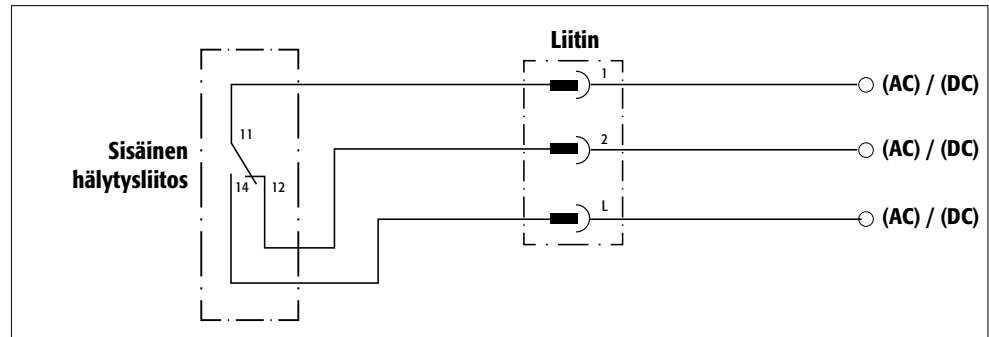 Liitin
1
(AC) / (DC)
11
2
(AC) / (DC)
Sisäinen
hälytysliitos
14
12
L
(AC) / (DC)